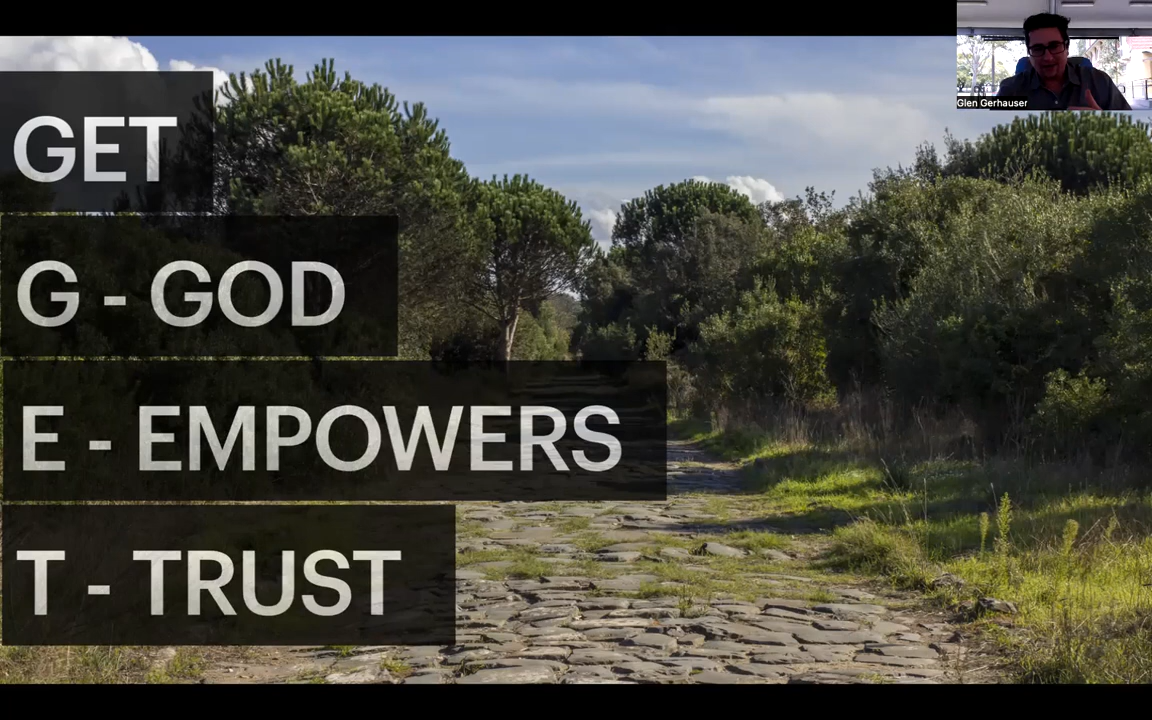 GET
G - GOD
E - EMPOWERS
T - TRUST
Glen Gerhauser